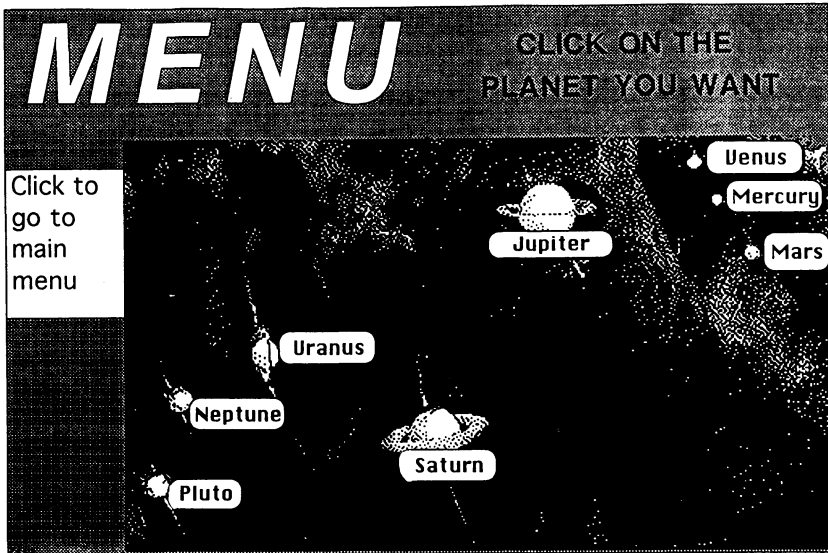 MENU
CLICK ON THE
PLANET YOU WANT
Click to
go to
main
menu
Venus
Mercury
Mars
Jupiter
Uranus
Neptune
Saturn
Pluto